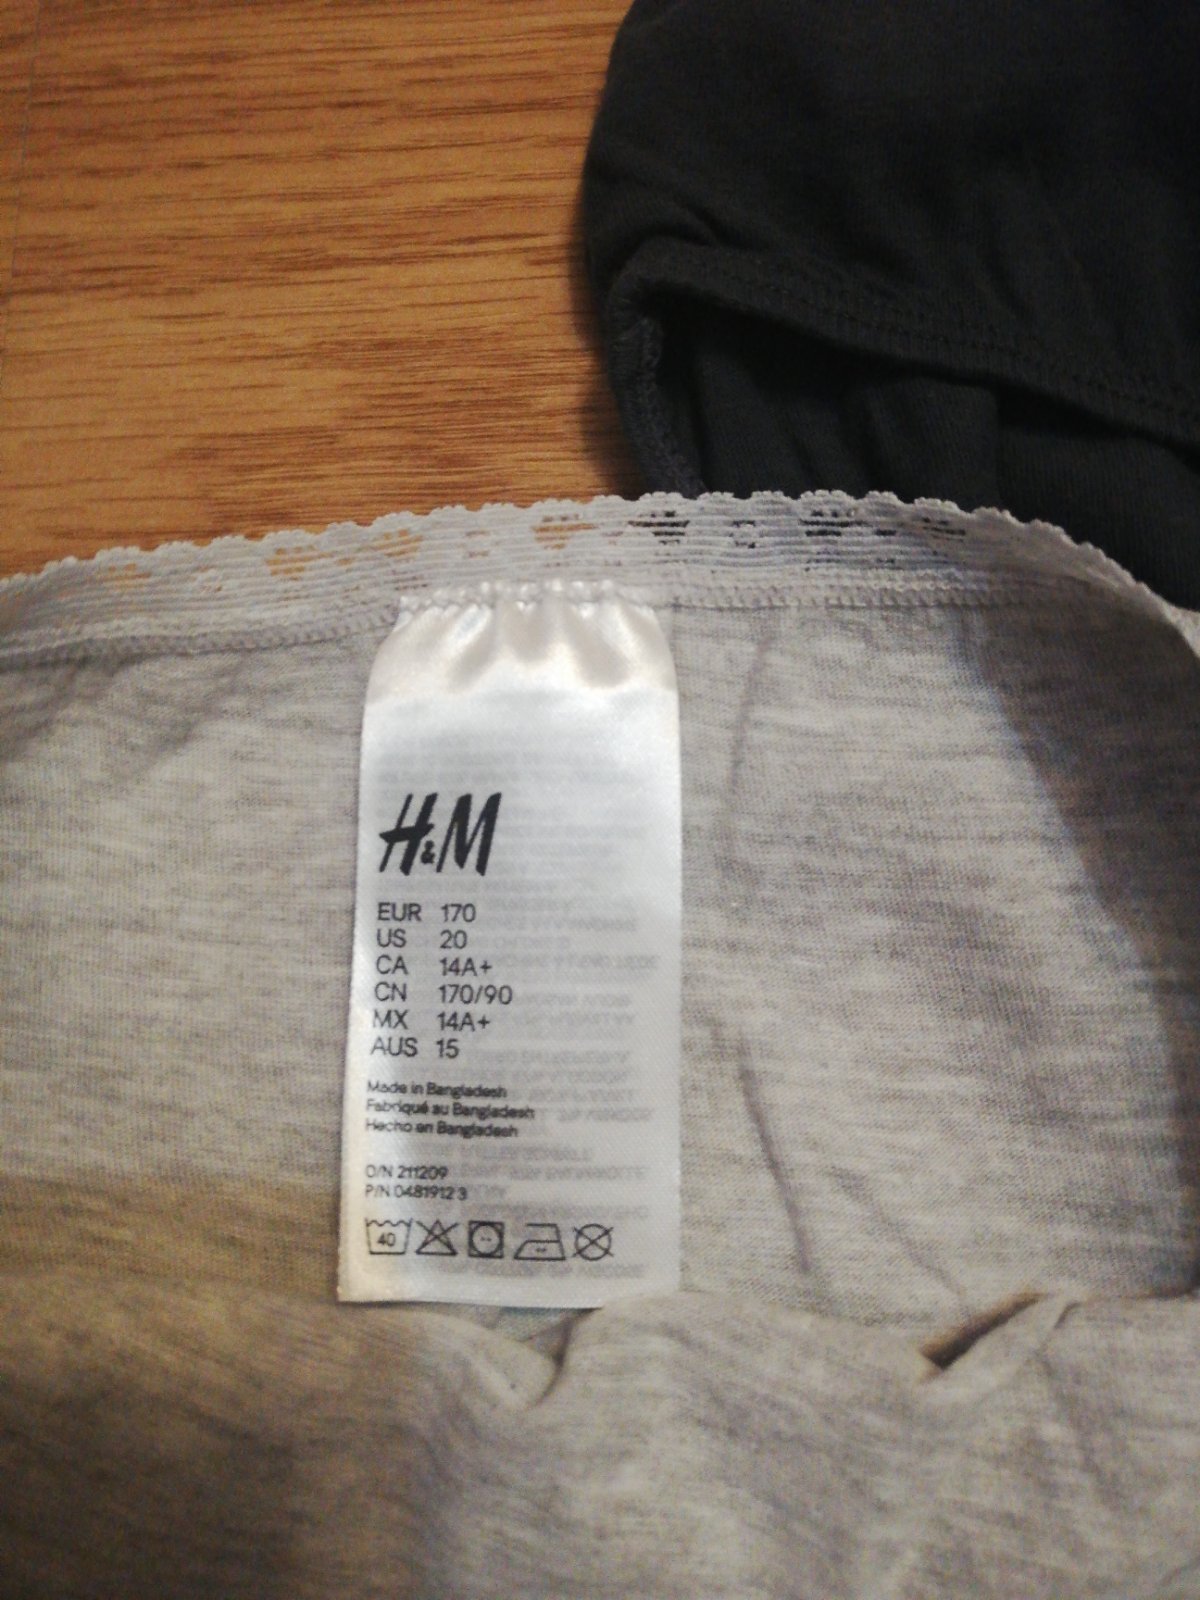 H&M
EUR 170
US 20
CA 14A+
CN 170/90
MX 14A+
AUS 15
Made in Bangladesh
Fabriqué au Bangladesh
Hecho en Bangladesh
O/N 211209
P/N 0481912 3
40